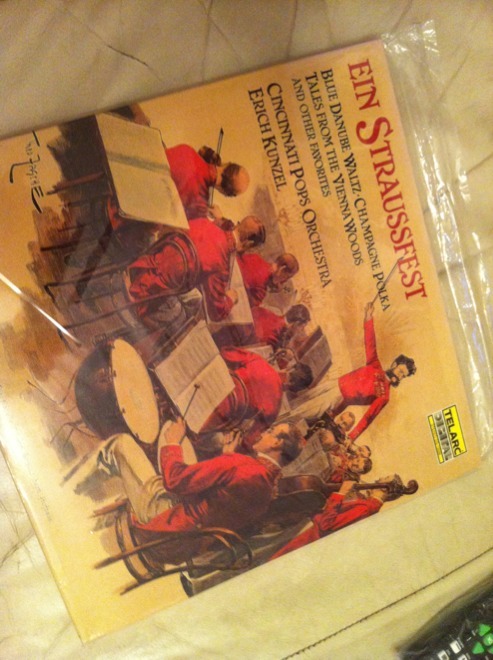 EIN STRAUSSFEST
BLUE DANUBE WALTZ · CHAMPAGNE POLKA
TALES FROM THE VIENNA WOODS
AND OTHER FAVORITES
CINCINNATI POPS ORCHESTRA
ERICH KUNZEL
TELARC
DIGITAL